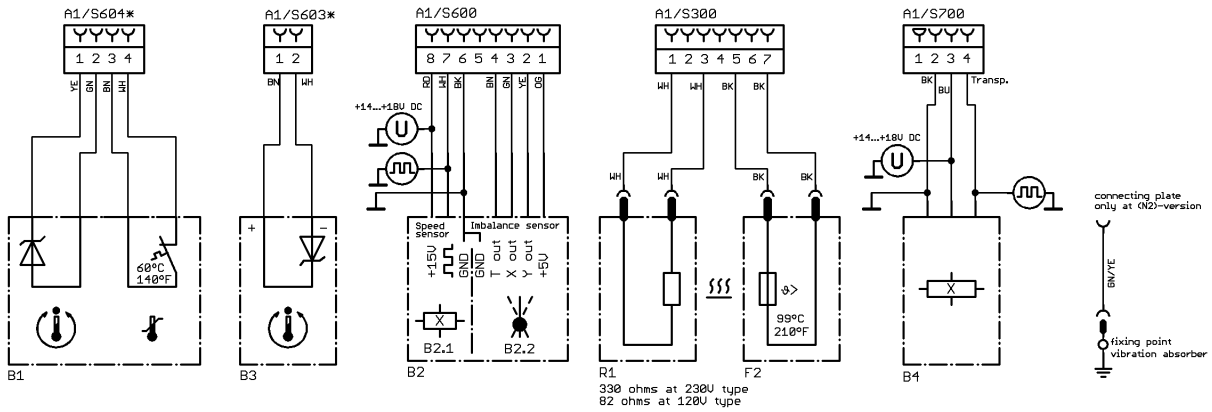 A1/S604* A1/S603* A1/S600 A1/S300 A1/S700
1 2 3 4
YE GN BN WH
1 2
BN WH
8 7 6 5 4 3 2 1
RD WH BK BN GN YE OG
1 2 3 4 5 6 7
WH WH BK BK
1 2 3 4
BK BU Transp.
+14...+18V DC
U
+14...+18V DC
U
WH WH BK BK
connecting plate
only at (N2)-version
GN/YE
fixing point
vibration absorber
60°C
140°F
B1
+ -
B3
Speed
sensor
Imbalance sensor
+15V GND GND T out X out Y out +5V
X
B2.1 B2.2
B2
R1
330 ohms at 230V type
82 ohms at 120V type
ϑ>
99°C
210°F
F2
X
B4